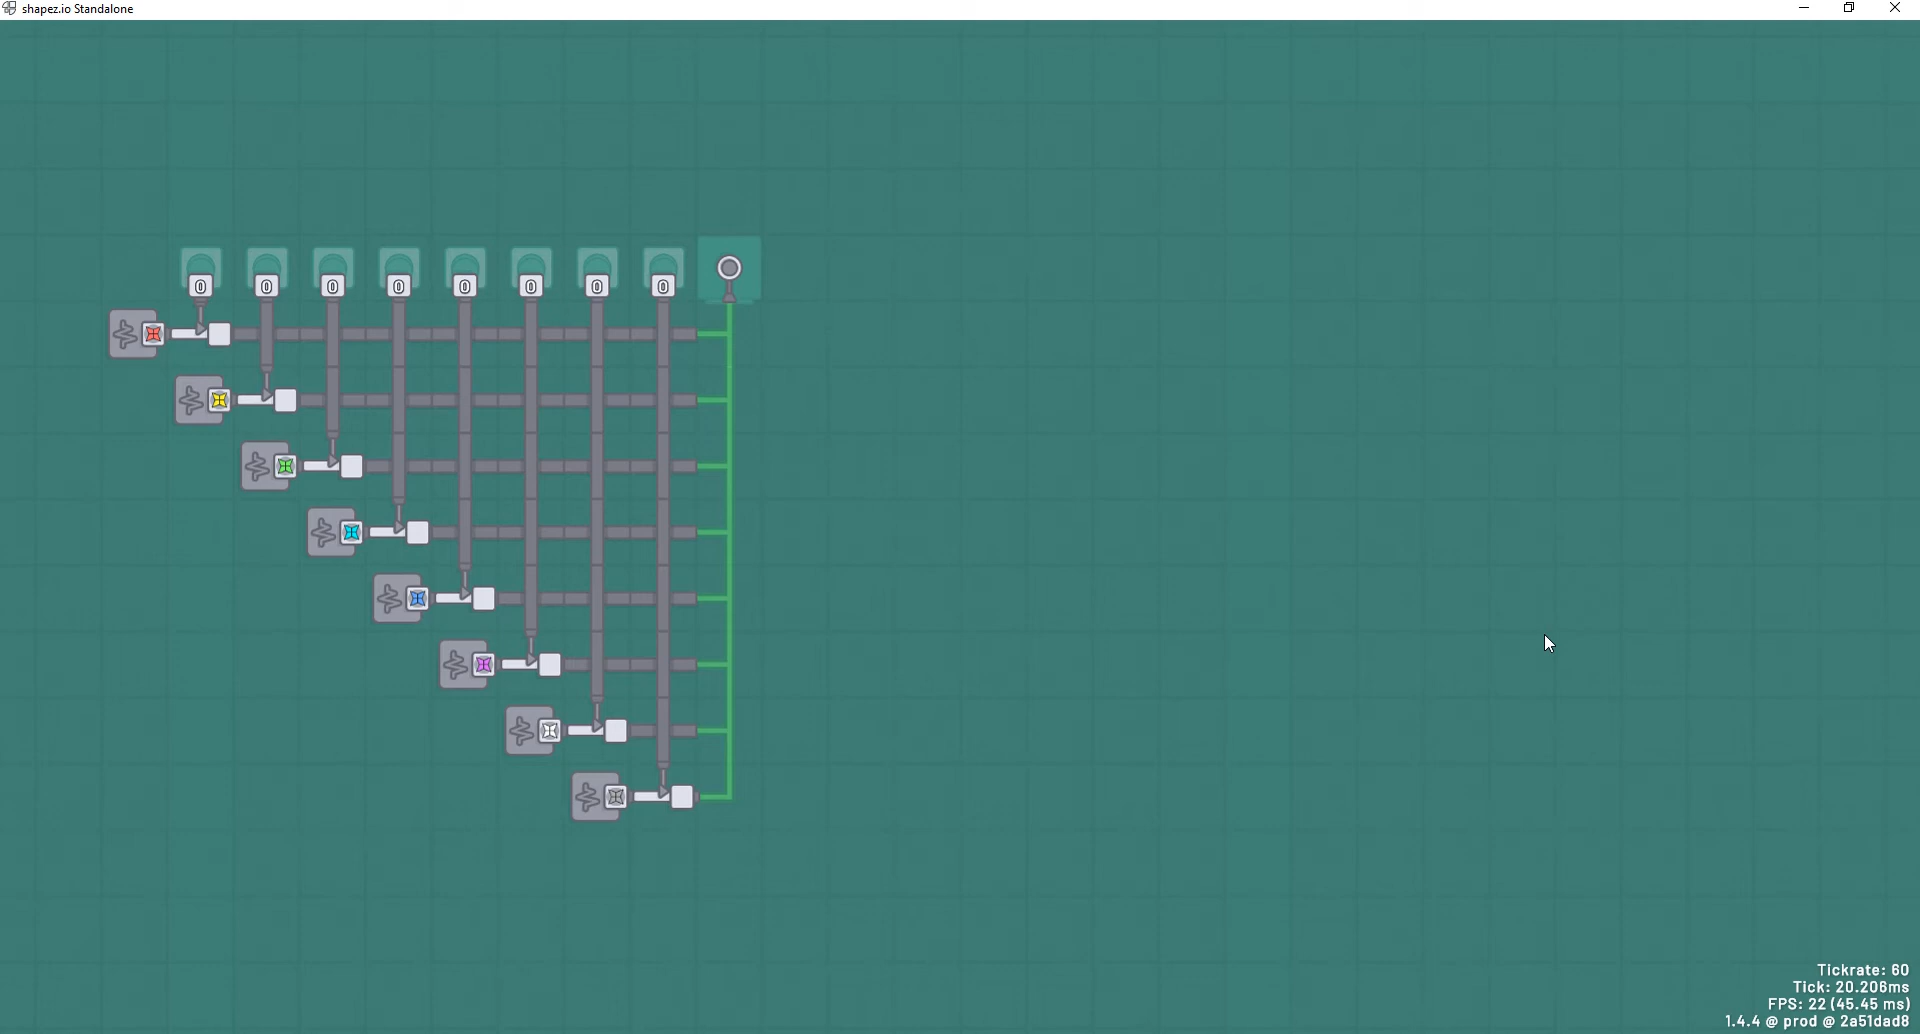 shapez.io Standalone
0 0 0 0 0 0 0 0
Tickrate: 60
Tick: 20.206ms
FPS: 22 (45.45 ms)
1.4.4 @ prod @ 2a51dad8